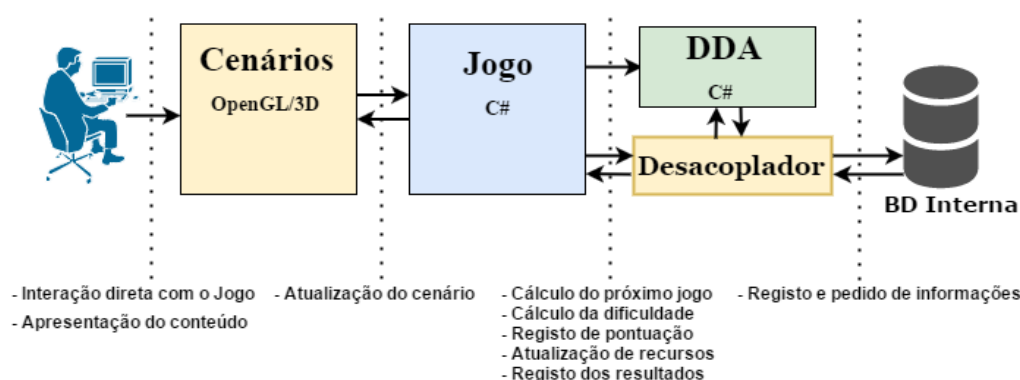 Cenários
OpenGL/3D
Jogo
C#
DDA
C#
Desacoplador
BD Interna
- Interação direta com o Jogo
- Apresentação do conteúdo
- Atualização do cenário
- Cálculo do próximo jogo
- Cálculo da dificuldade
- Registo de pontuação
- Atualização de recursos
- Registo dos resultados
- Registo e pedido de informações